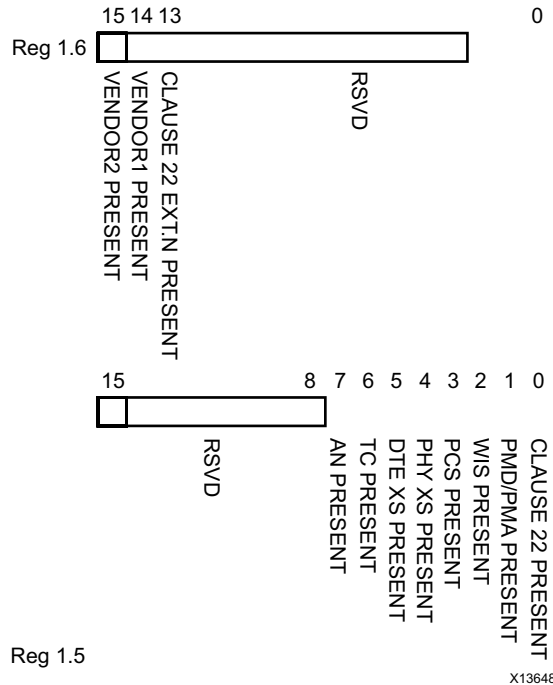 15 14 13 0
Reg 1.6
VENDOR2 PRESENT
VENDOR1 PRESENT
CLAUSE 22 EXT.N PRESENT
RSVD
15 8 7 6 5 4 3 2 1 0
RSVD
AN PRESENT
TC PRESENT
DTE XS PRESENT
PHY XS PRESENT
PCS PRESENT
WIS PRESENT
PMD/PMA PRESENT
CLAUSE 22 PRESENT
Reg 1.5
X13648